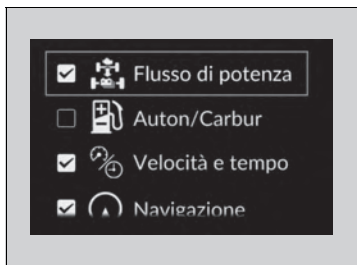 Flusso di potenza
Auton/Carbur
Velocità e tempo
Navigazione